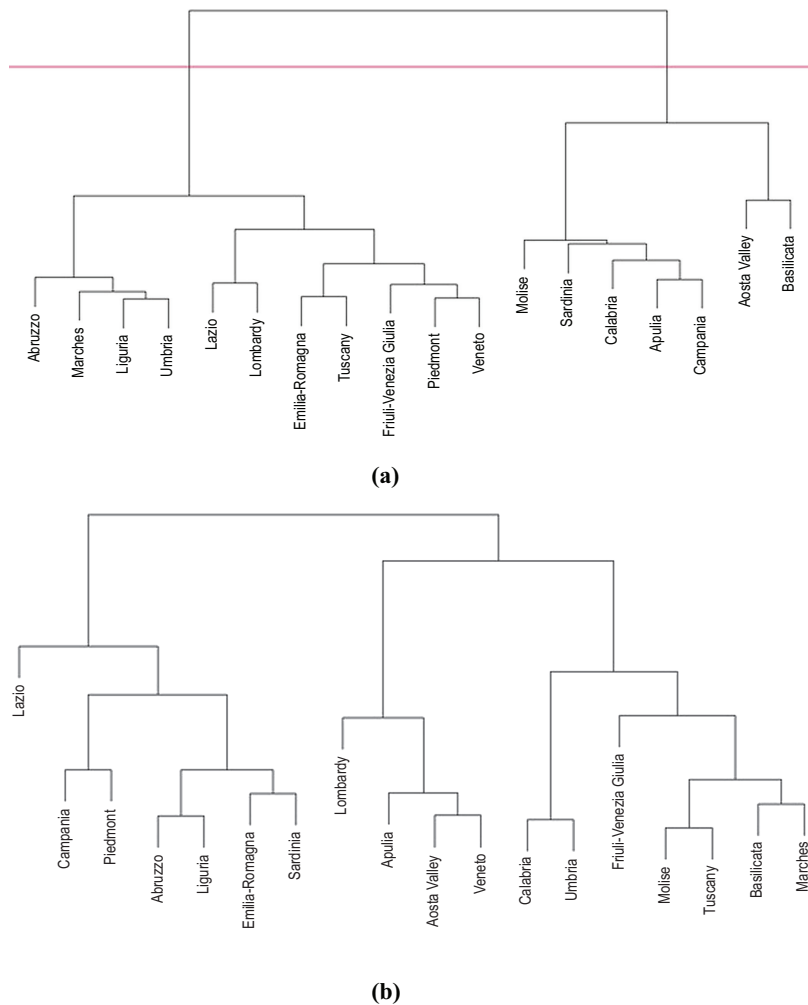 Abruzzo
Marches
Liguria
Umbria
Lazio
Lombardy
Emilia-Romagna
Tuscany
Friuli-Venezia Giulia
Piedmont
Veneto
Molise
Sardinia
Calabria
Apulia
Campania
Aosta Valley
Basilicata
(a)
Lazio
Campania
Piedmont
Abruzzo
Liguria
Emilia-Romagna
Sardinia
Lombardy
Apulia
Aosta Valley
Veneto
Calabria
Umbria
Friuli-Venezia Giulia
Molise
Tuscany
Basilicata
Marches
(b)